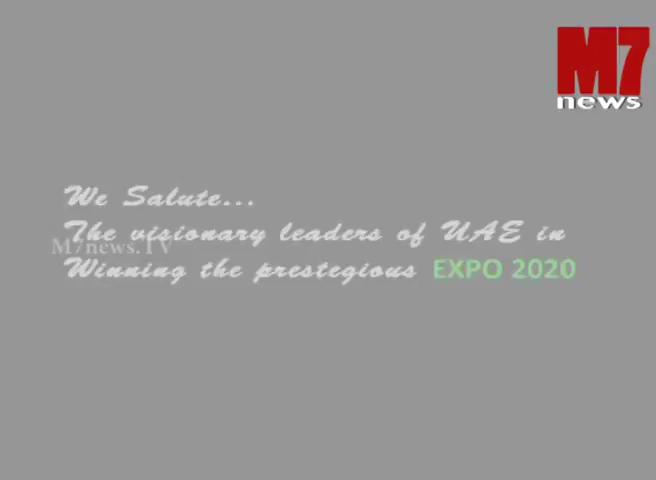 M7
news
We Salute...
The visionary leaders of UAE in
M7news.TV
Winning the prestegious EXPO 2020